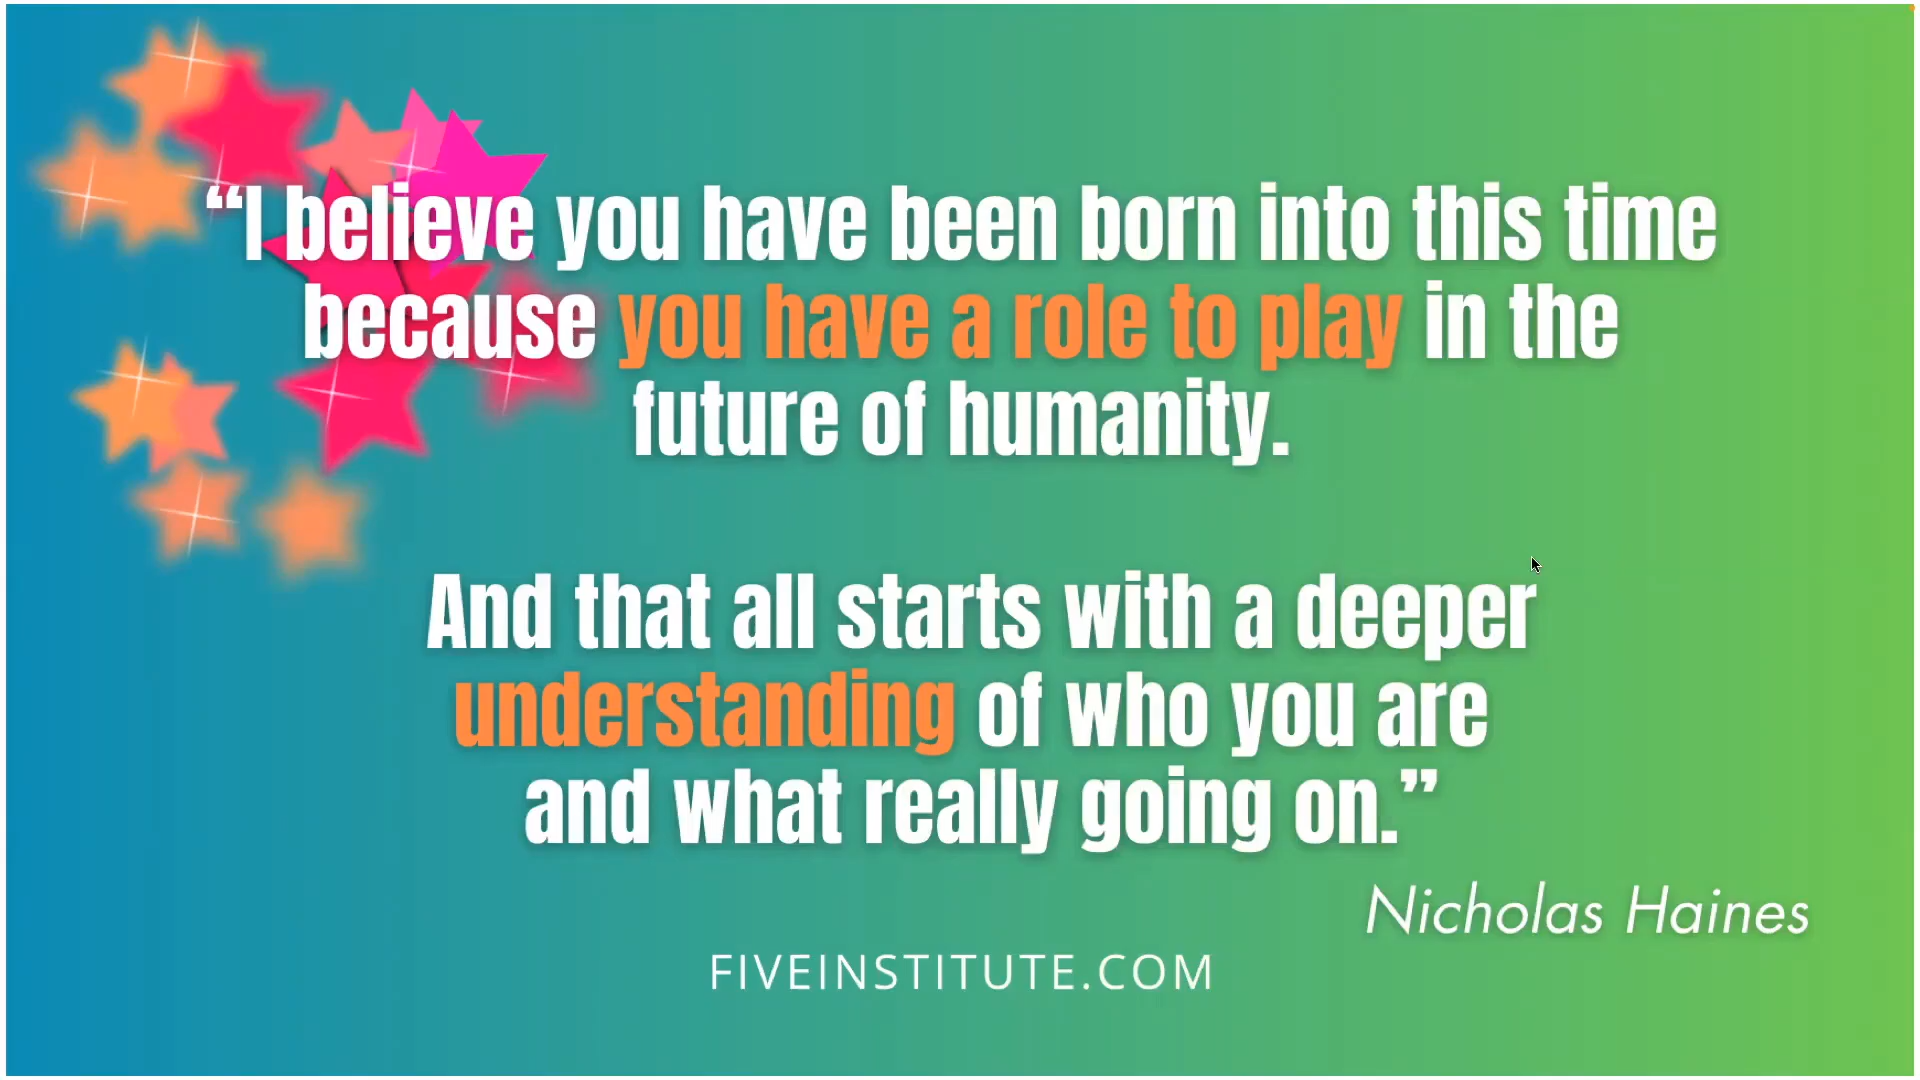 “I believe you have been born into this time
because you have a role to play in the
future of humanity.
And that all starts with a deeper
understanding of who you are
and what really going on.”
Nicholas Haines
FIVEINSTITUTE.COM